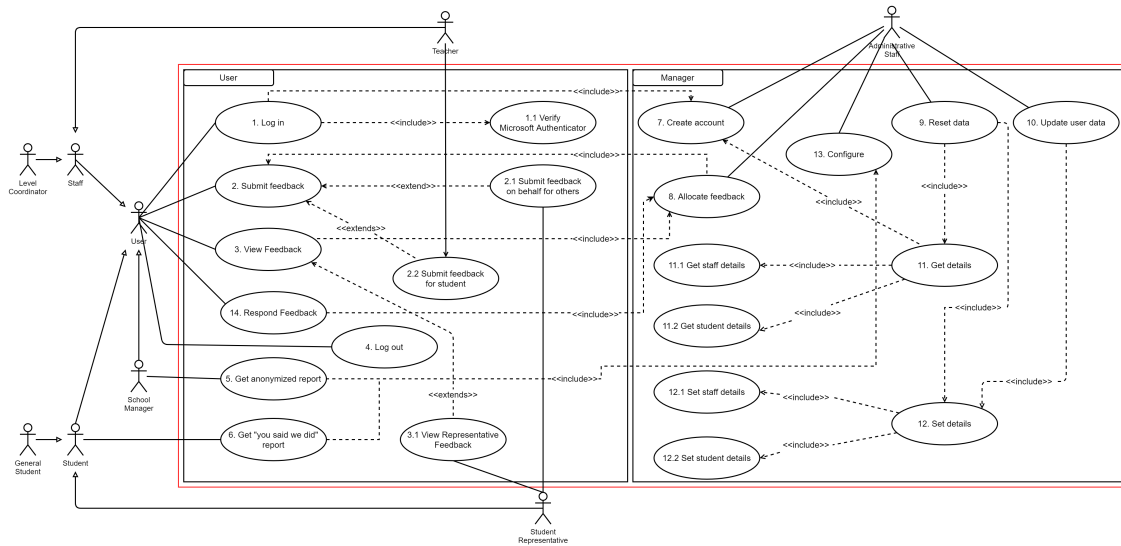 Teacher
Administrative
Staff
User
Manager
<<include>>
1. Log in
<<include>>
1.1 Verify
Microsoft Authenticator
7. Create account
9. Reset data
10. Update user data
13. Configure
<<include>>
Level
Coordinator
Staff
2. Submit feedback
<<extend>>
2.1 Submit feedback
on behalf for others
8. Allocate feedback
<<include>>
<<include>>
<<extends>>
User
3. View Feedback
<<include>>
11. Get details
2.2 Submit feedback
for student
11.1 Get staff details
<<include>>
14. Respond Feedback
<<include>>
<<include>>
11.2 Get student details
4. Log out
<<include>>
5. Get anonymized report
<<include>>
<<include>>
School
Manager
<<extends>>
12.1 Set staff details
<<include>>
6. Get "you said we did"
report
3.1 View Representative
Feedback
12. Set details
<<include>>
12.2 Set student details
General
Student
Student
Student
Representative